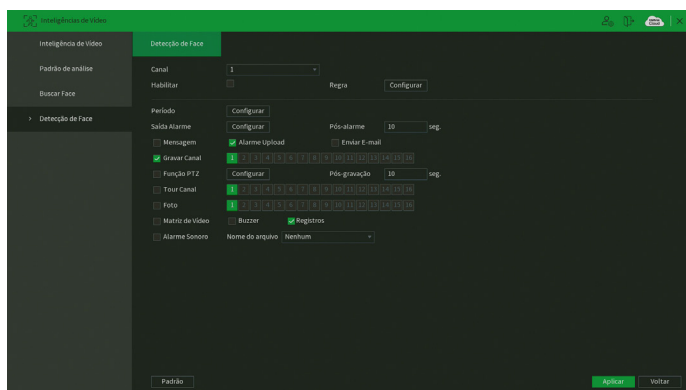 Inteligências de Vídeo
Inteligência de Vídeo
Padrão de análise
Buscar Face
> Detecção de Face
Detecção de Face
Canal 1
Habilitar Regra Configurar
Período Configurar
Saída Alarme Configurar Pós-alarme 10 seg.
Mensagem Alarme Upload Enviar E-mail
Gravar Canal 1 2 3 4 5 6 7 8 9 10 11 12 13 14 15 16
Função PTZ Configurar Pós-gravação 10 seg.
Tour Canal 1 2 3 4 5 6 7 8 9 10 11 12 13 14 15 16
Foto 1 2 3 4 5 6 7 8 9 10 11 12 13 14 15 16
Matriz de Vídeo Buzzer Registros
Alarme Sonoro Nome do arquivo Nenhum
Padrão Aplicar Voltar